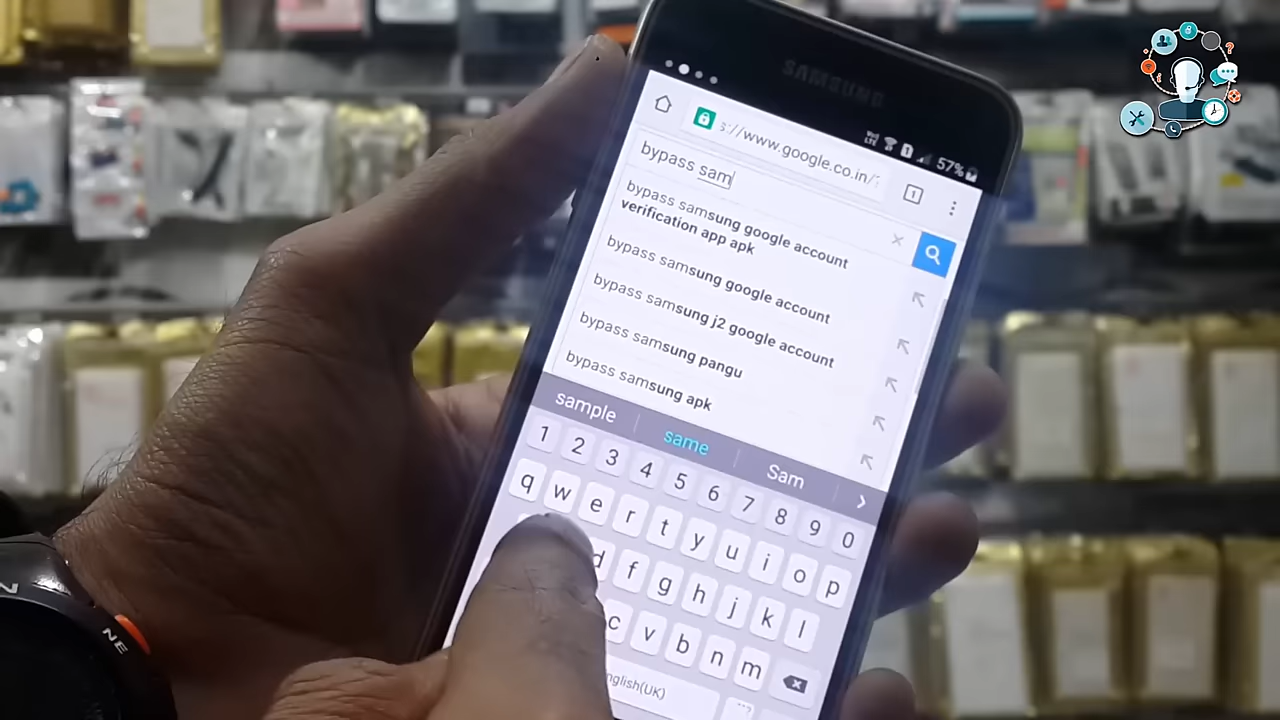 SAMSUNG
57%
s://www.google.co.in/
1
bypass sam
bypass samsung google account
verification app apk
bypass samsung google account
bypass samsung j2 google account
bypass samsung pangu
bypass samsung apk
sample same Sam
1 2 3 4 5 6 7 8 9 0
q w e r t y u i o p
d f g h j k l
c v b n m
nglish(UK)
NE